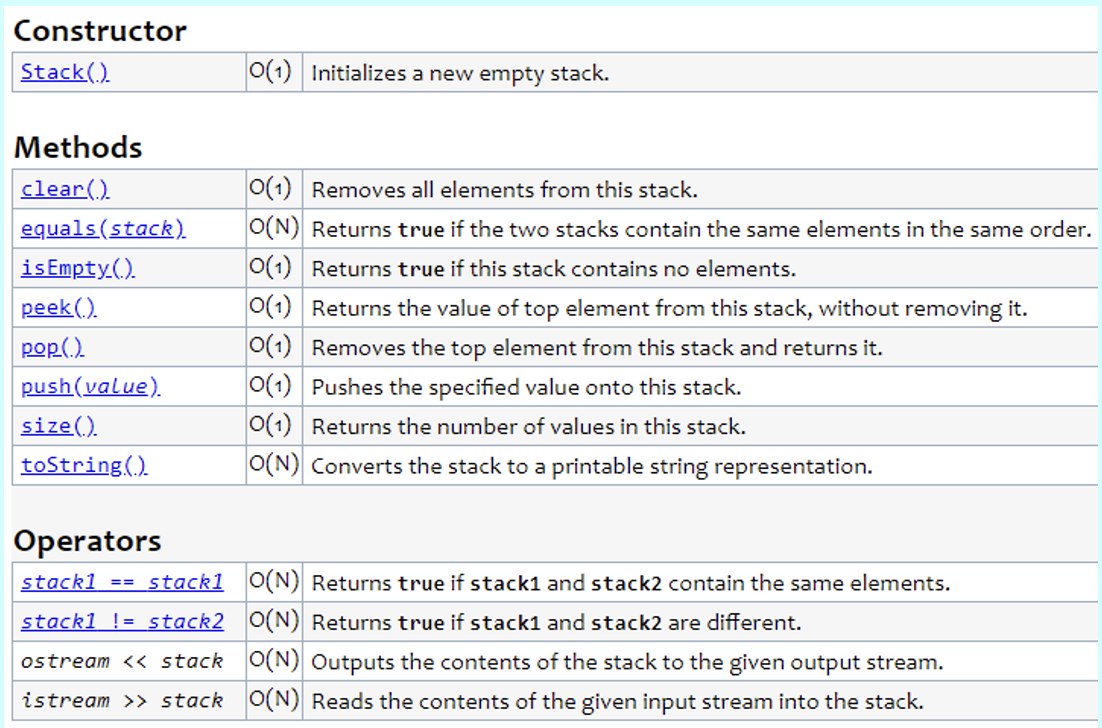 Constructor
Stack() O(1) Initializes a new empty stack.
Methods
clear() O(1) Removes all elements from this stack.
equals(stack) O(N) Returns true if the two stacks contain the same elements in the same order.
isEmpty() O(1) Returns true if this stack contains no elements.
peek() O(1) Returns the value of top element from this stack, without removing it.
pop() O(1) Removes the top element from this stack and returns it.
push(value) O(1) Pushes the specified value onto this stack.
size() O(1) Returns the number of values in this stack.
toString() O(N) Converts the stack to a printable string representation.
Operators
stack1 == stack1 O(N) Returns true if stack1 and stack2 contain the same elements.
stack1 != stack2 O(N) Returns true if stack1 and stack2 are different.
ostream << stack O(N) Outputs the contents of the stack to the given output stream.
istream >> stack O(N) Reads the contents of the given input stream into the stack.